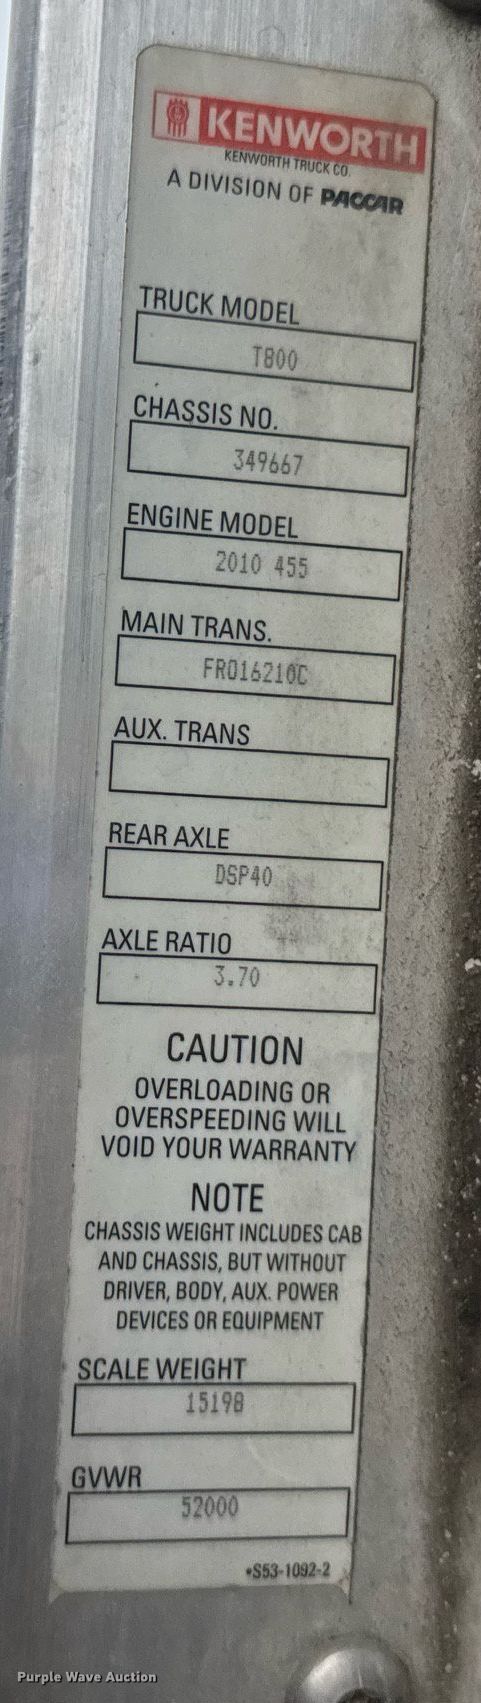 KENWORTH
KENWORTH TRUCK CO.
A DIVISION OF PACCAR
TRUCK MODEL
T800
CHASSIS NO.
349667
ENGINE MODEL
2010 455
MAIN TRANS.
FRO16210C
AUX. TRANS
REAR AXLE
DSP40
AXLE RATIO
3.70
CAUTION
OVERLOADING OR
OVERSPEEDING WILL
VOID YOUR WARRANTY
NOTE
CHASSIS WEIGHT INCLUDES CAB
AND CHASSIS, BUT WITHOUT
DRIVER, BODY, AUX. POWER
DEVICES OR EQUIPMENT
SCALE WEIGHT
15198
GVWR
52000
•S53-1092-2
Purple Wave Auction